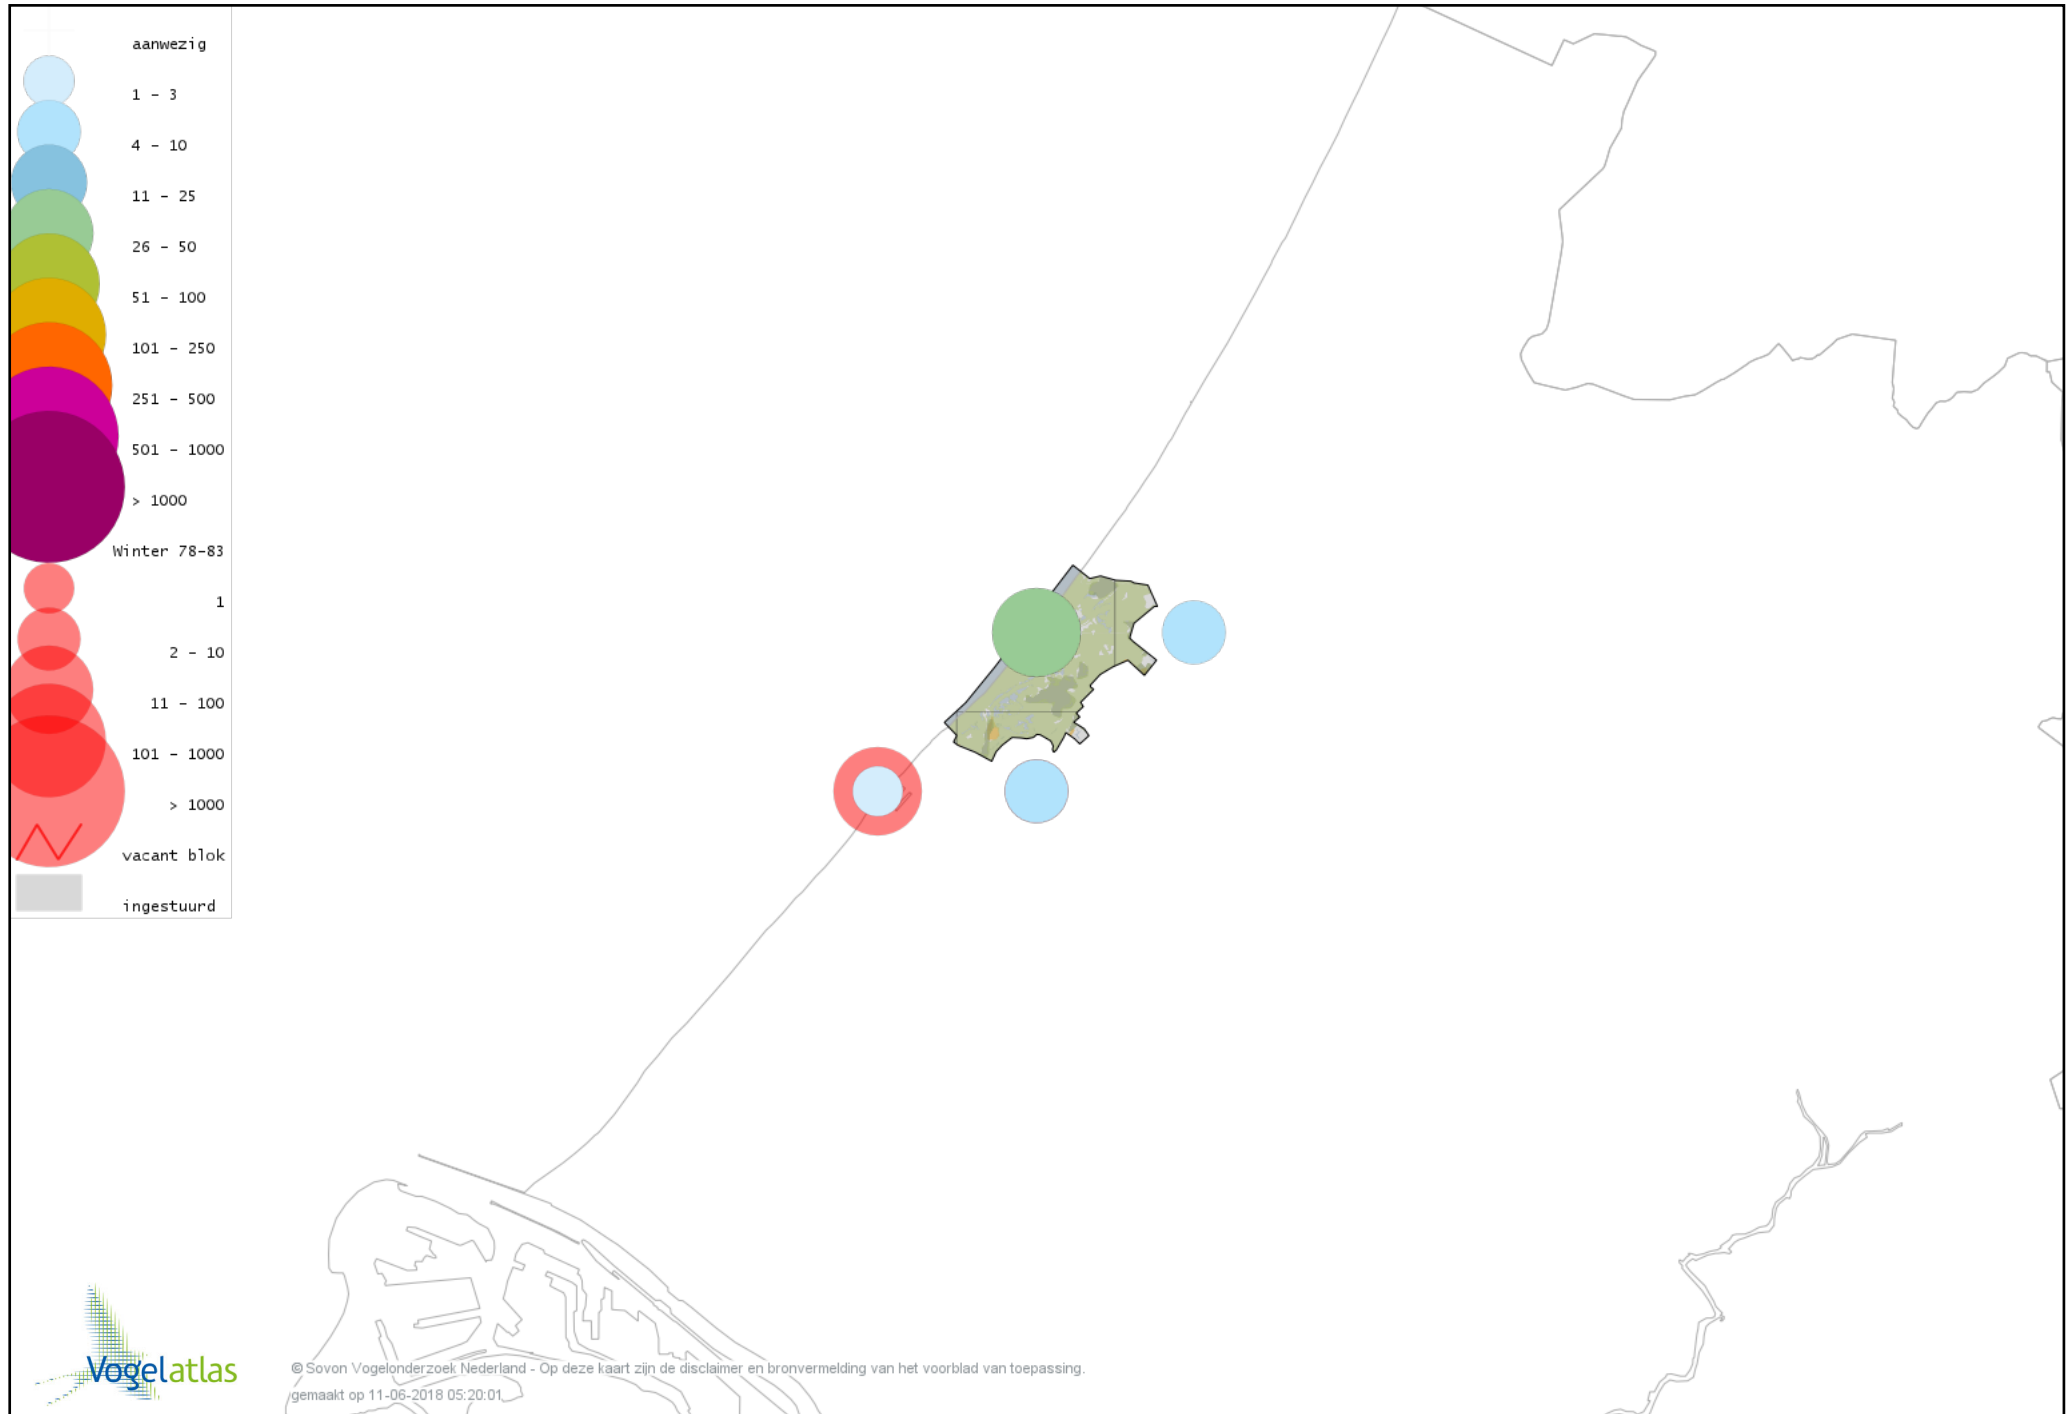 aanwezig
1 - 3
4 - 10
11 - 25
26 - 50
51 - 100
101 - 250
251 - 500
501 - 1000
> 1000
Winter 78-83
1
2 - 10
11 - 100
101 - 1000
> 1000
vacant blok
ingestuurd
Vogelatlas
© Sovon Vogelonderzoek Nederland - Op deze kaart zijn de disclaimer en bronvermelding van het voorblad van toepassing.
gemaakt op 11-06-2018 05:20:01